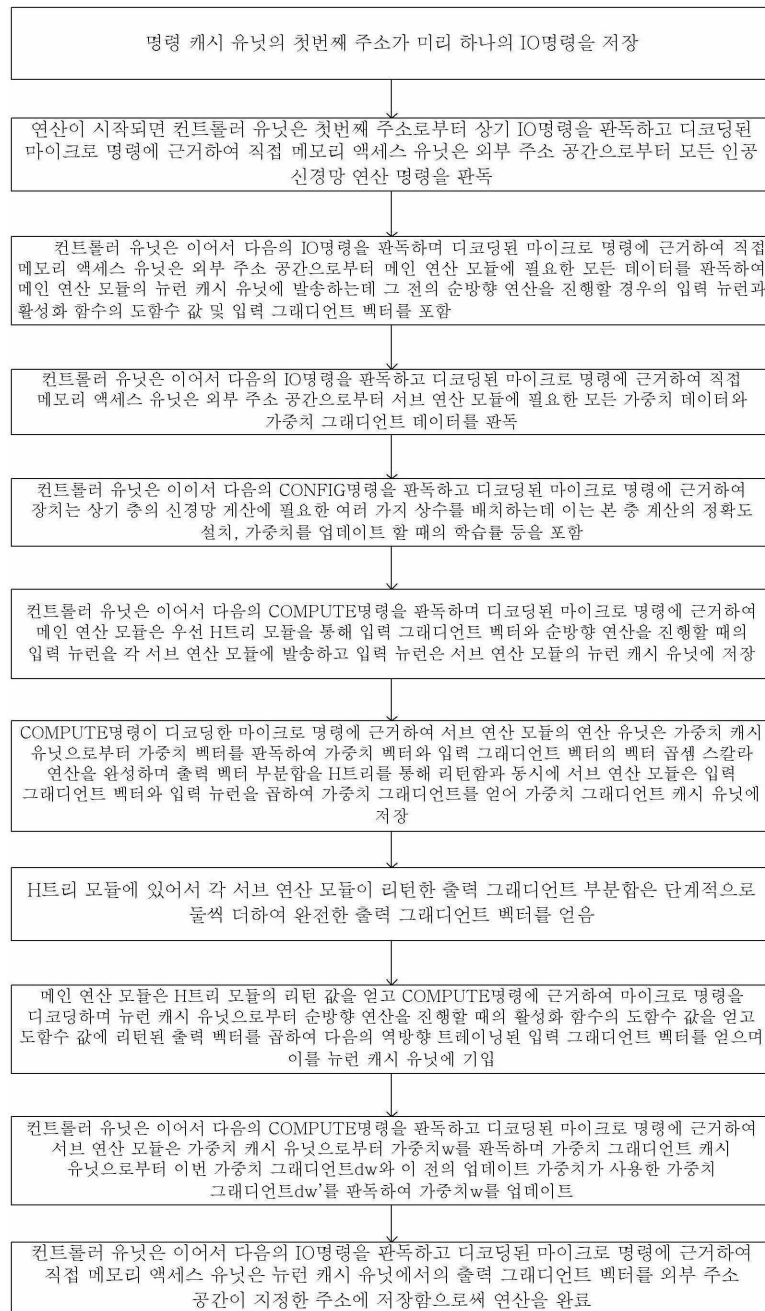 명령 캐시 유닛의 첫번째 주소가 미리 하나의 IO명령을 저장
연산이 시작되면 컨트롤러 유닛은 첫번째 주소로부터 상기 IO명령을 판독하고 디코딩된
마이크로 명령에 근거하여 직접 메모리 액세스 유닛은 외부 주소 공간으로부터 모든 인공
신경망 연산 명령을 판독
컨트롤러 유닛은 이어서 다음의 IO명령을 판독하며 디코딩된 마이크로 명령에 근거하여 직접
메모리 액세스 유닛은 외부 주소 공간으로부터 메인 연산 모듈에 필요한 모든 데이터를 판독하여
메인 연산 모듈의 뉴런 캐시 유닛에 발송하는데 그 전의 순방향 연산을 진행할 경우의 입력 뉴런과
활성화 함수의 도함수 값 및 입력 그래디언트 벡터를 포함
컨트롤러 유닛은 이어서 다음의 IO명령을 판독하고 디코딩된 마이크로 명령에 근거하여 직접
메모리 액세스 유닛은 외부 주소 공간으로부터 서브 연산 모듈에 필요한 모든 가중치 데이터와
가중치 그래디언트 데이터를 판독
컨트롤러 유닛은 이이서 다음의 CONFIG명령을 판독하고 디코딩된 마이크로 명령에 근거하여
장치는 상기 층의 신경망 계산에 필요한 여러 가지 상수를 배치하는데 이는 본 층 계산의 정확도
설치, 가중치를 업데이트 할 때의 학습률 등을 포함
컨트롤러 유닛은 이어서 다음의 COMPUTE명령을 판독하며 디코딩된 마이크로 명령에 근거하여
메인 연산 모듈은 우선 H트리 모듈을 통해 입력 그래디언트 벡터와 순방향 연산을 진행할 때의
입력 뉴런을 각 서브 연산 모듈에 발송하고 입력 뉴런은 서브 연산 모듈의 뉴런 캐시 유닛에 저장
COMPUTE명령이 디코딩한 마이크로 명령에 근거하여 서브 연산 모듈의 연산 유닛은 가중치 캐시
유닛으로부터 가중치 벡터를 판독하여 가중치 벡터와 입력 그래디언트 벡터의 벡터 곱셈 스칼라
연산을 완성하며 출력 벡터 부분합을 H트리를 통해 리턴함과 동시에 서브 연산 모듈은 입력
그래디언트 벡터와 입력 뉴런을 곱하여 가중치 그래디언트를 얻어 가중치 그래디언트 캐시 유닛에
저장
H트리 모듈에 있어서 각 서브 연산 모듈이 리턴한 출력 그래디언트 부분합은 단계적으로
둘씩 더하여 완전한 출력 그래디언트 벡터를 얻음
메인 연산 모듈은 H트리 모듈의 리턴 값을 얻고 COMPUTE명령에 근거하여 마이크로 명령을
디코딩하며 뉴런 캐시 유닛으로부터 순방향 연산을 진행할 때의 활성화 함수의 도함수 값을 얻고
도함수 값에 리턴된 출력 벡터를 곱하여 다음의 역방향 트레이닝된 입력 그래디언트 벡터를 얻으며
이를 뉴런 캐시 유닛에 기입
컨트롤러 유닛은 이어서 다음의 COMPUTE명령을 판독하고 디코딩된 마이크로 명령에 근거하여
서브 연산 모듈은 가중치 캐시 유닛으로부터 가중치w를 판독하며 가중치 그래디언트 캐시
유닛으로부터 이번 가중치 그래디언트dw와 이 전의 업데이트 가중치가 사용한 가중치
그래디언트dw'를 판독하여 가중치w를 업데이트
컨트롤러 유닛은 이어서 다음의 IO명령을 판독하고 디코딩된 마이크로 명령에 근거하여
직접 메모리 액세스 유닛은 뉴런 캐시 유닛에서의 출력 그래디언트 벡터를 외부 주소
공간이 지정한 주소에 저장함으로써 연산을 완료